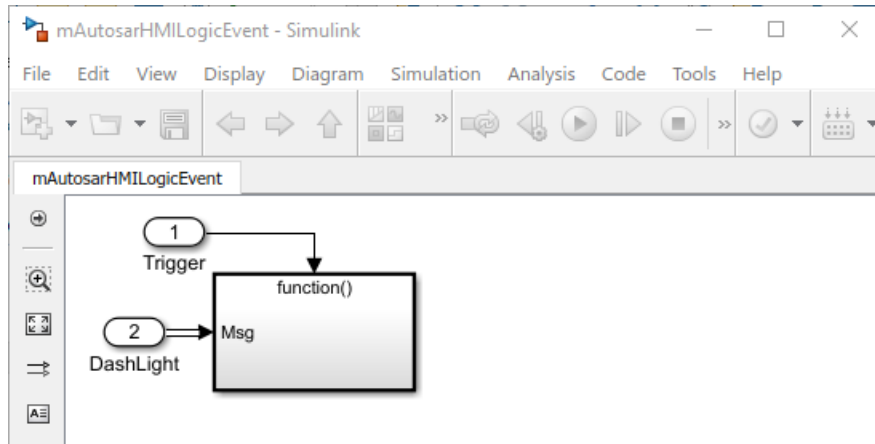 mAutosarHMILogicEvent - Simulink
File Edit View Display Diagram Simulation Analysis Code Tools Help
mAutosarHMILogicEvent
1
Trigger
function()
2
Msg
DashLight